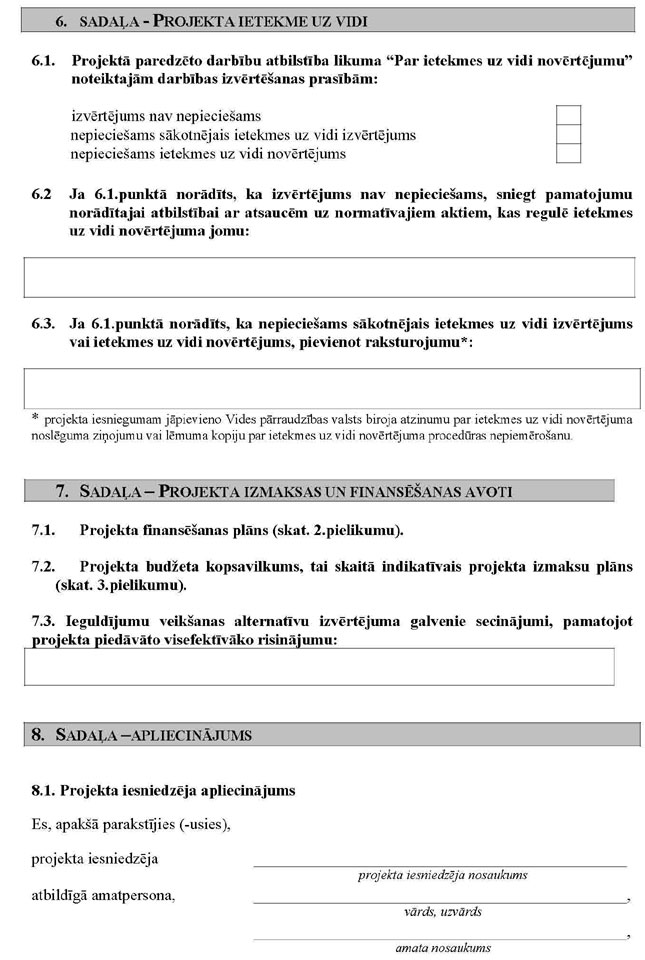 6. SADAĻA - PROJEKTA IETEKME UZ VIDI
6.1. Projektā paredzēto darbību atbilstība likuma “Par ietekmes uz vidi novērtējumu”
noteiktajām darbības izvērtēšanas prasībām:
izvērtējums nav nepieciešams
nepieciešams sākotnējais ietekmes uz vidi izvērtējums
nepieciešams ietekmes uz vidi novērtējums
6.2 Ja 6.1.punktā norādīts, ka izvērtējums nav nepieciešams, sniegt pamatojumu
norādītajai atbilstībai ar atsaucēm uz normatīvajiem aktiem, kas regulē ietekmes
uz vidi novērtējuma jomu:
6.3. Ja 6.1.punktā norādīts, ka nepieciešams sākotnējais ietekmes uz vidi izvērtējums
vai ietekmes uz vidi novērtējums, pievienot raksturojumu*:
* projekta iesniegumam jāpievieno Vides pārraudzības valsts biroja atzinumu par ietekmes uz vidi novērtējuma
noslēguma ziņojumu vai lēmuma kopiju par ietekmes uz vidi novērtējuma procedūras nepiemērošanu.
7. SADAĻA – PROJEKTA IZMAKSAS UN FINANSĒŠANAS AVOTI
7.1. Projekta finansēšanas plāns (skat. 2.pielikumu).
7.2. Projekta budžeta kopsavilkums, tai skaitā indikatīvais projekta izmaksu plāns
(skat. 3.pielikumu).
7.3. Ieguldījumu veikšanas alternatīvu izvērtējuma galvenie secinājumi, pamatojot
projekta piedāvāto visefektīvāko risinājumu:
8. SADAĻA –APLIECINĀJUMS
8.1. Projekta iesniedzēja apliecinājums
Es, apakšā parakstījies (-usies),
projekta iesniedzēja
projekta iesniedzēja nosaukums
atbildīgā amatpersona, ,
vārds, uzvārds
,
amata nosaukums